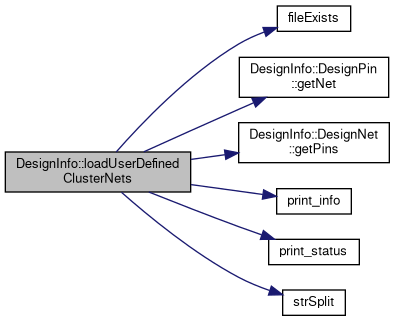 fileExists
DesignInfo::DesignPin
::getNet
DesignInfo::DesignNet
::getPins
DesignInfo::loadUserDefined
ClusterNets
print_info
print_status
strSplit